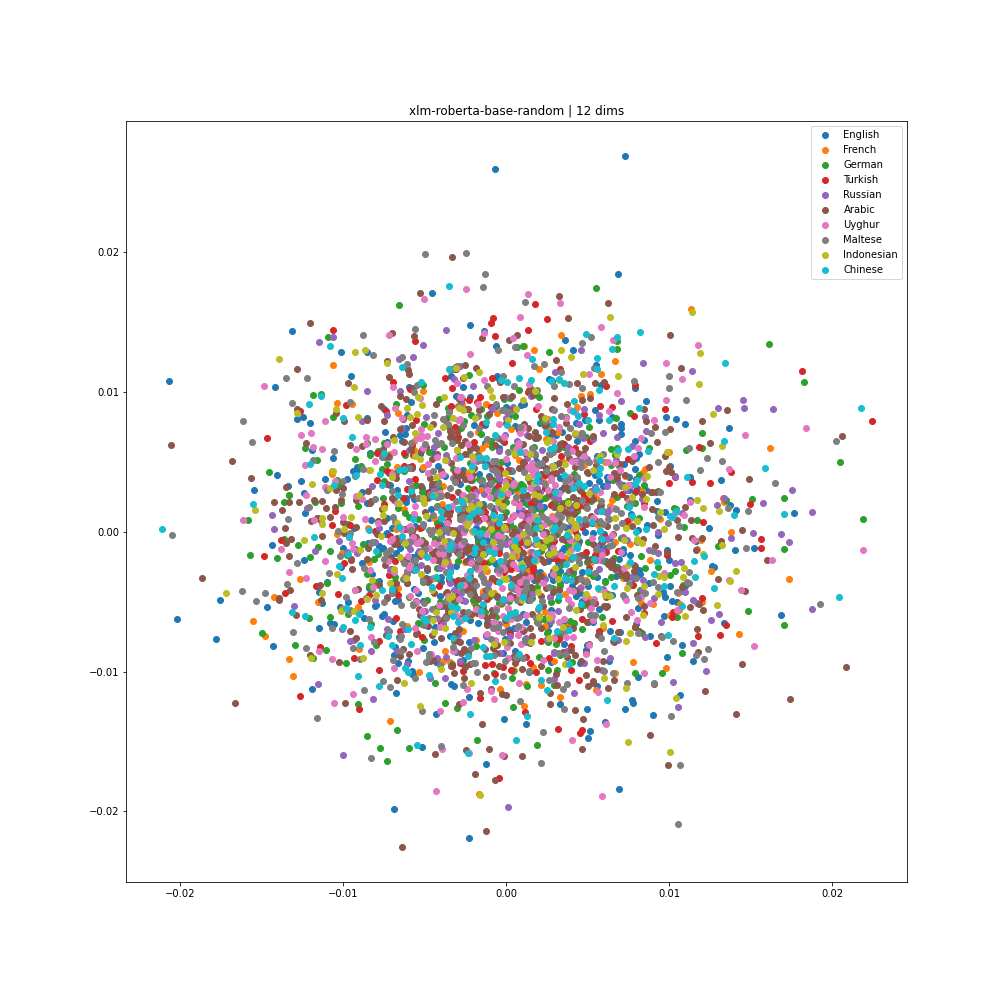 xlm-roberta-base-random | 12 dims
English
French
German
Turkish
Russian
Arabic
Uyghur
Maltese
Indonesian
Chinese
0.02
0.01
0.00
−0.01
−0.02
−0.02
−0.01
0.00
0.01
0.02